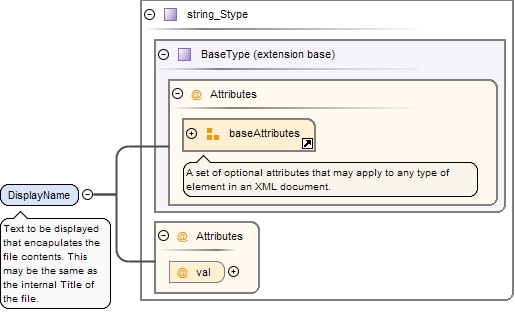 string_Stype
BaseType (extension base)
@ Attributes
baseAttributes
A set of optional attributes that may apply to any type of
element in an XML document.
DisplayName
Text to be displayed
that encapulates the
file contents. This
may be the same as
the internal Title of
the file.
@ Attributes
@ val